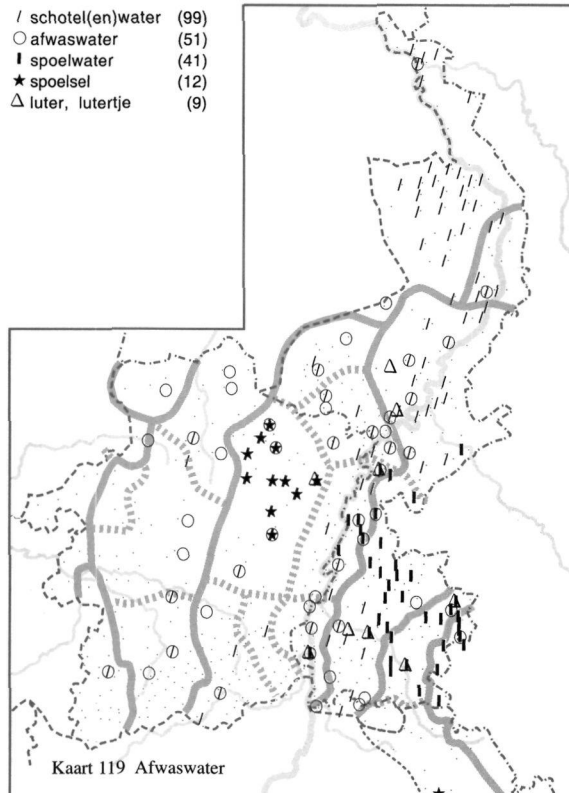 / schotel(en)water (99)
○ afwaswater (51)
▮ spoelwater (41)
★ spoelsel (12)
△ luter, lutertje (9)
Kaart 119 Afwaswater